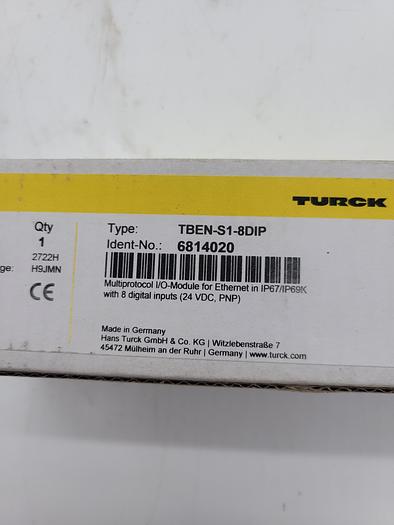 TURCK
Qty
1
2722H
ge: H9JMN
CE
Type: TBEN-S1-8DIP
Ident-No.: 6814020
Multiprotocol I/O-Module for Ethernet in IP67/IP69K
with 8 digital inputs (24 VDC, PNP)
Made in Germany
Hans Turck GmbH & Co. KG | Witzlebenstraße 7
45472 Mülheim an der Ruhr | Germany | www.turck.com